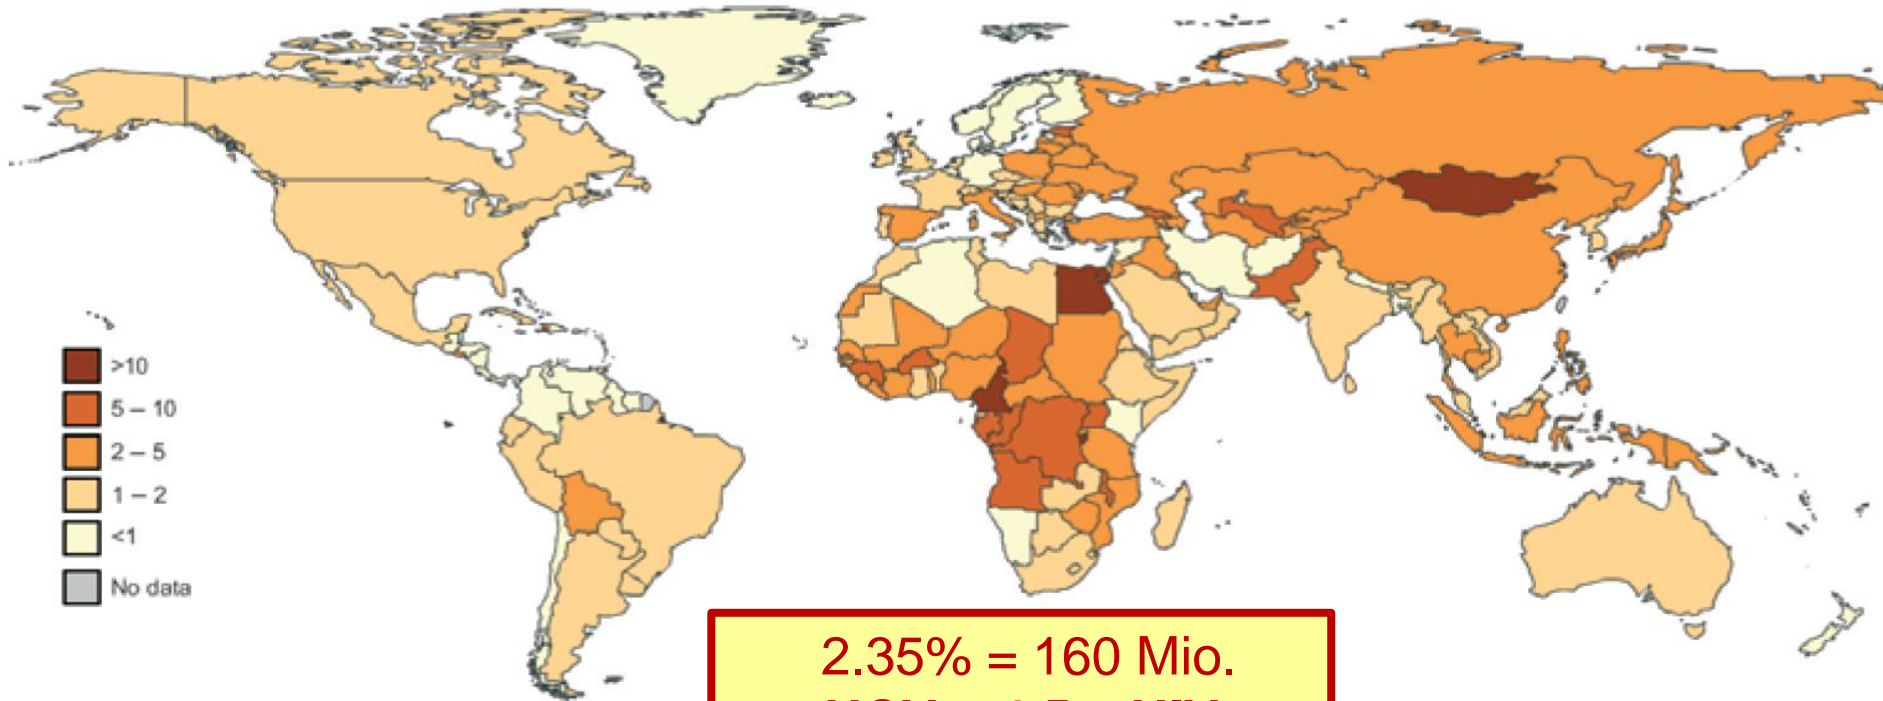 >10
5 – 10
2 – 5
1 – 2
<1
No data
2.35% = 160 Mio.